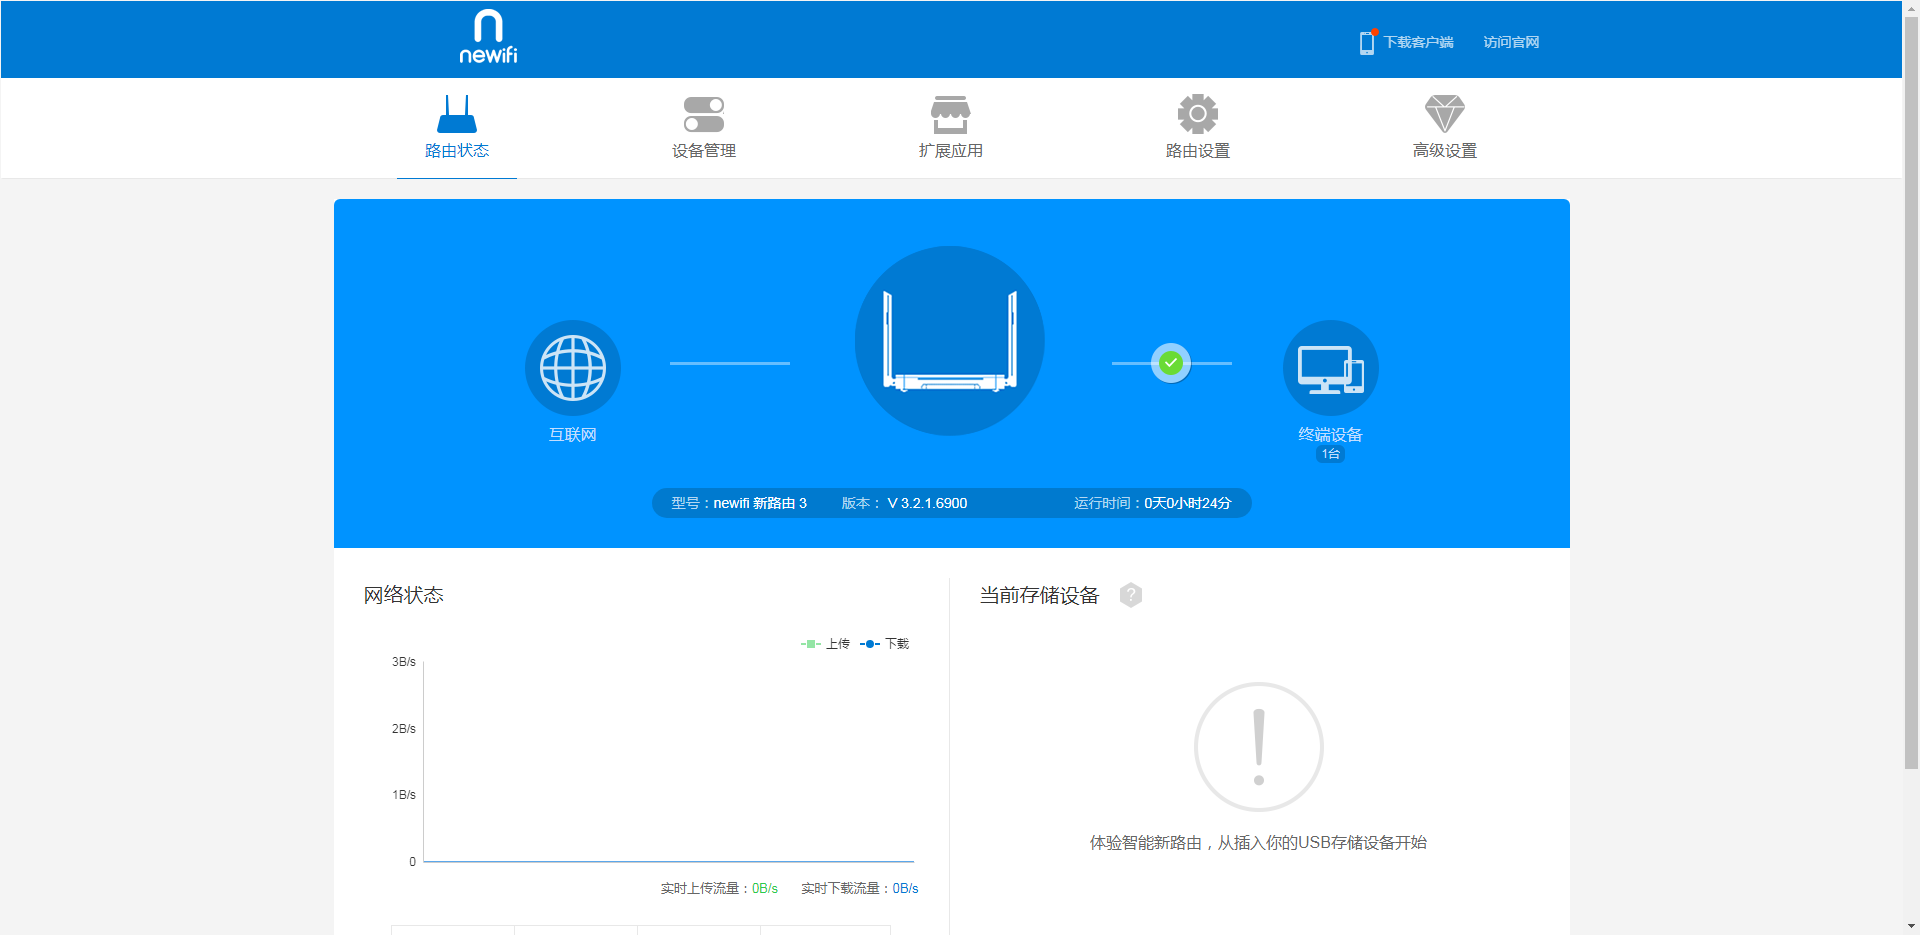 newifi
下载客户端 访问官网
路由状态 设备管理 扩展应用 路由设置 高级设置
互联网
终端设备
1台
型号：newifi 新路由 3 版本： V 3.2.1.6900 运行时间：0天0小时24分
网络状态
当前存储设备 ?
上传 下载
3B/s
2B/s
1B/s
0
体验智能新路由，从插入你的USB存储设备开始
实时上传流量：0B/s 实时下载流量：0B/s